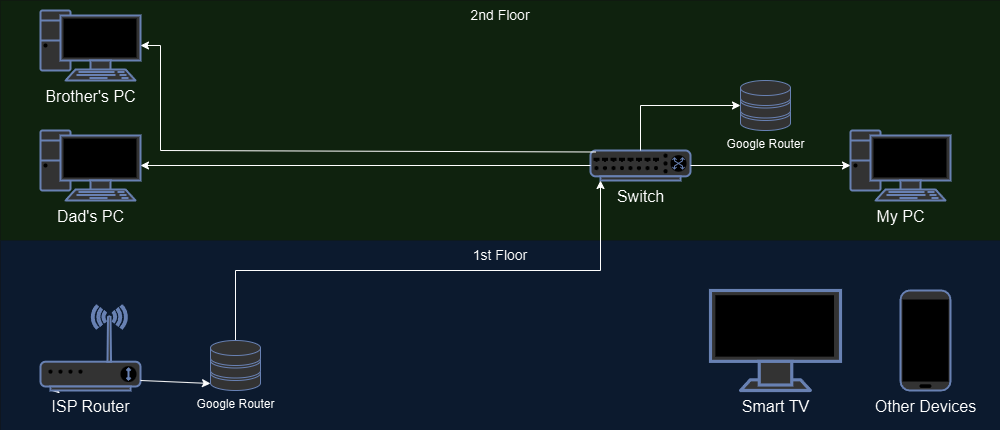 2nd Floor
Brother's PC
Google Router
Dad's PC
Switch
My PC
1st Floor
ISP Router
Google Router
Smart TV
Other Devices